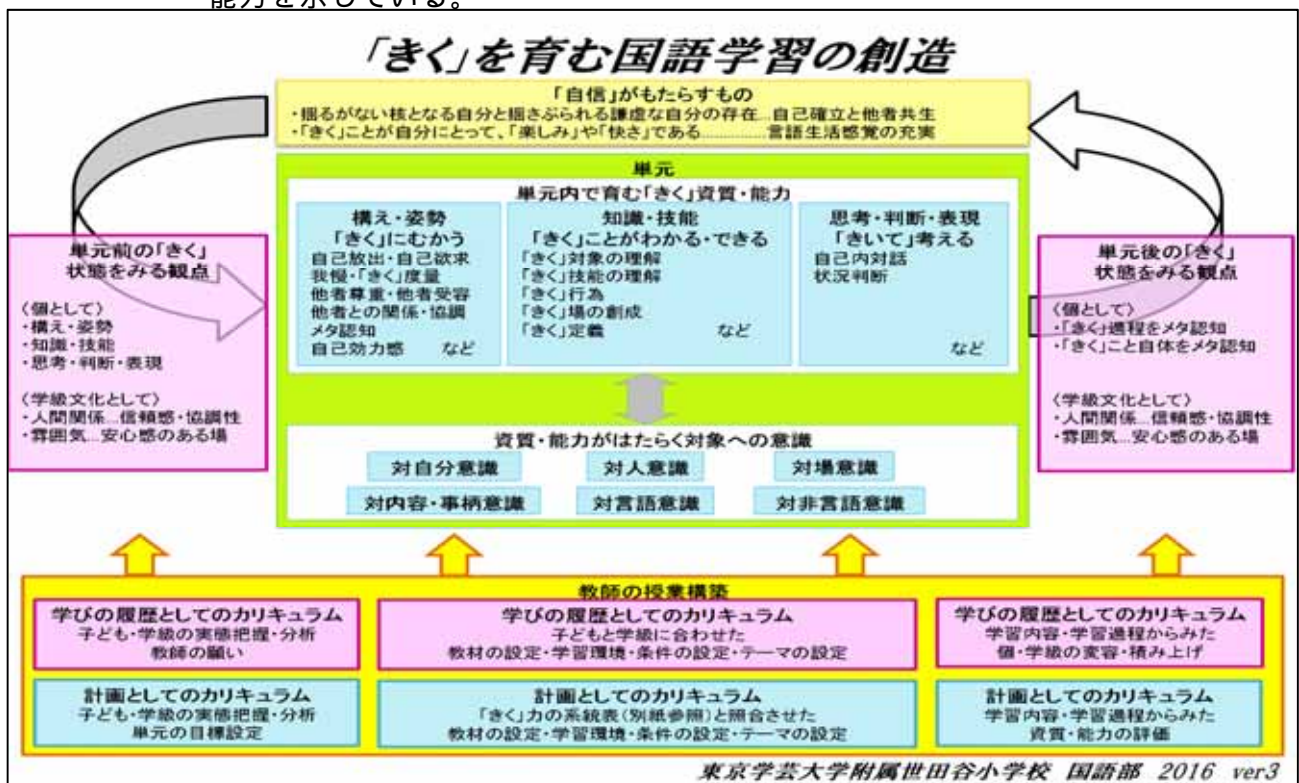 能力を示している。
「きく」を育む国語学習の創造
「自信」がもたらすもの
・揺るがない核となる自分と揺さぶられる謙虚な自分の存在…自己確立と他者共生
・「きく」ことが自分にとって、「楽しみ」や「快さ」である…………言語生活感覚の充実
単元
単元内で育む「きく」資質・能力
構え・姿勢
「きく」にむかう
自己放出・自己欲求
我慢・「きく」度量
他者尊重・他者受容
他者との関係・協調
メタ認知
自己効力感 など
知識・技能
「きく」ことがわかる・できる
「きく」対象の理解
「きく」技能の理解
「きく」行為
「きく」場の創成
「きく」定義 など
思考・判断・表現
「きいて」考える
自己内対話
状況判断
など
単元前の「きく」
状態をみる観点
〈個として〉
・構え・姿勢
・知識・技能
・思考・判断・表現
〈学級文化として〉
・人間関係…信頼感・協調性
・雰囲気…安心感のある場
単元後の「きく」
状態をみる観点
〈個として〉
・「きく」過程をメタ認知
・「きく」こと自体をメタ認知
〈学級文化として〉
・人間関係…信頼感・協調性
・雰囲気…安心感のある場
資質・能力がはたらく対象への意識
対自分意識 対人意識 対場意識
対内容・事柄意識 対言語意識 対非言語意識
教師の授業構築
学びの履歴としてのカリキュラム
子ども・学級の実態把握・分析
教師の願い
学びの履歴としてのカリキュラム
子どもと学級に合わせた
教材の設定・学習環境・条件の設定・テーマの設定
学びの履歴としてのカリキュラム
学習内容・学習過程からみた
個・学級の変容・積み上げ
計画としてのカリキュラム
子ども・学級の実態把握・分析
単元の目標設定
計画としてのカリキュラム
「きく」力の系統表(別紙参照)と照合させた
教材の設定・学習環境・条件の設定・テーマの設定
計画としてのカリキュラム
学習内容・学習過程からみた
資質・能力の評価
東京学芸大学附属世田谷小学校 国語部 2016 ver3